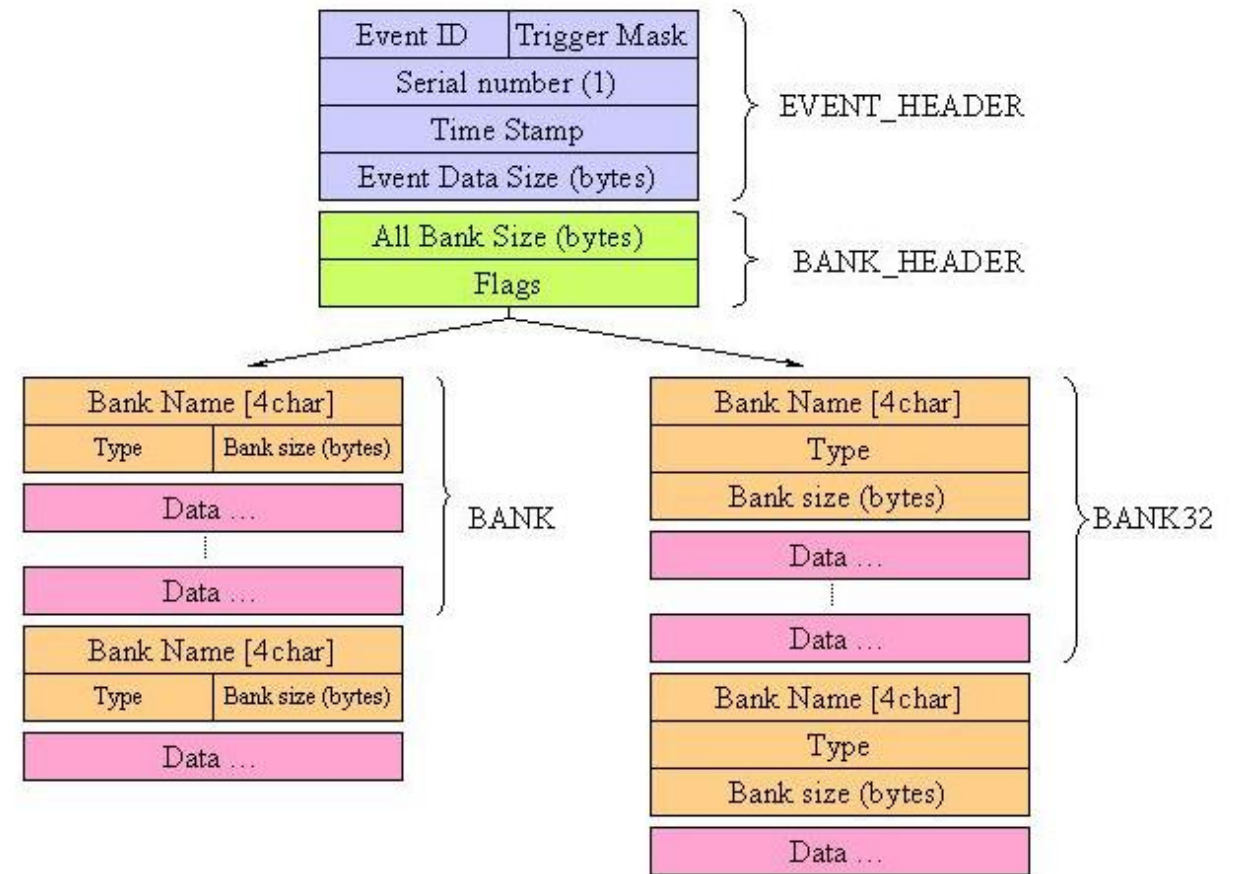 Event ID Trigger Mask
Serial number (1)
Time Stamp
Event Data Size (bytes)
EVENT_HEADER
All Bank Size (bytes)
Flags
BANK_HEADER
Bank Name [4char]
Type Bank size (bytes)
Data ...
Data ...
BANK
Bank Name [4char]
Type Bank size (bytes)
Data ...
Bank Name [4char]
Type
Bank size (bytes)
Data ...
Data ...
BANK32
Bank Name [4char]
Type
Bank size (bytes)
Data ...